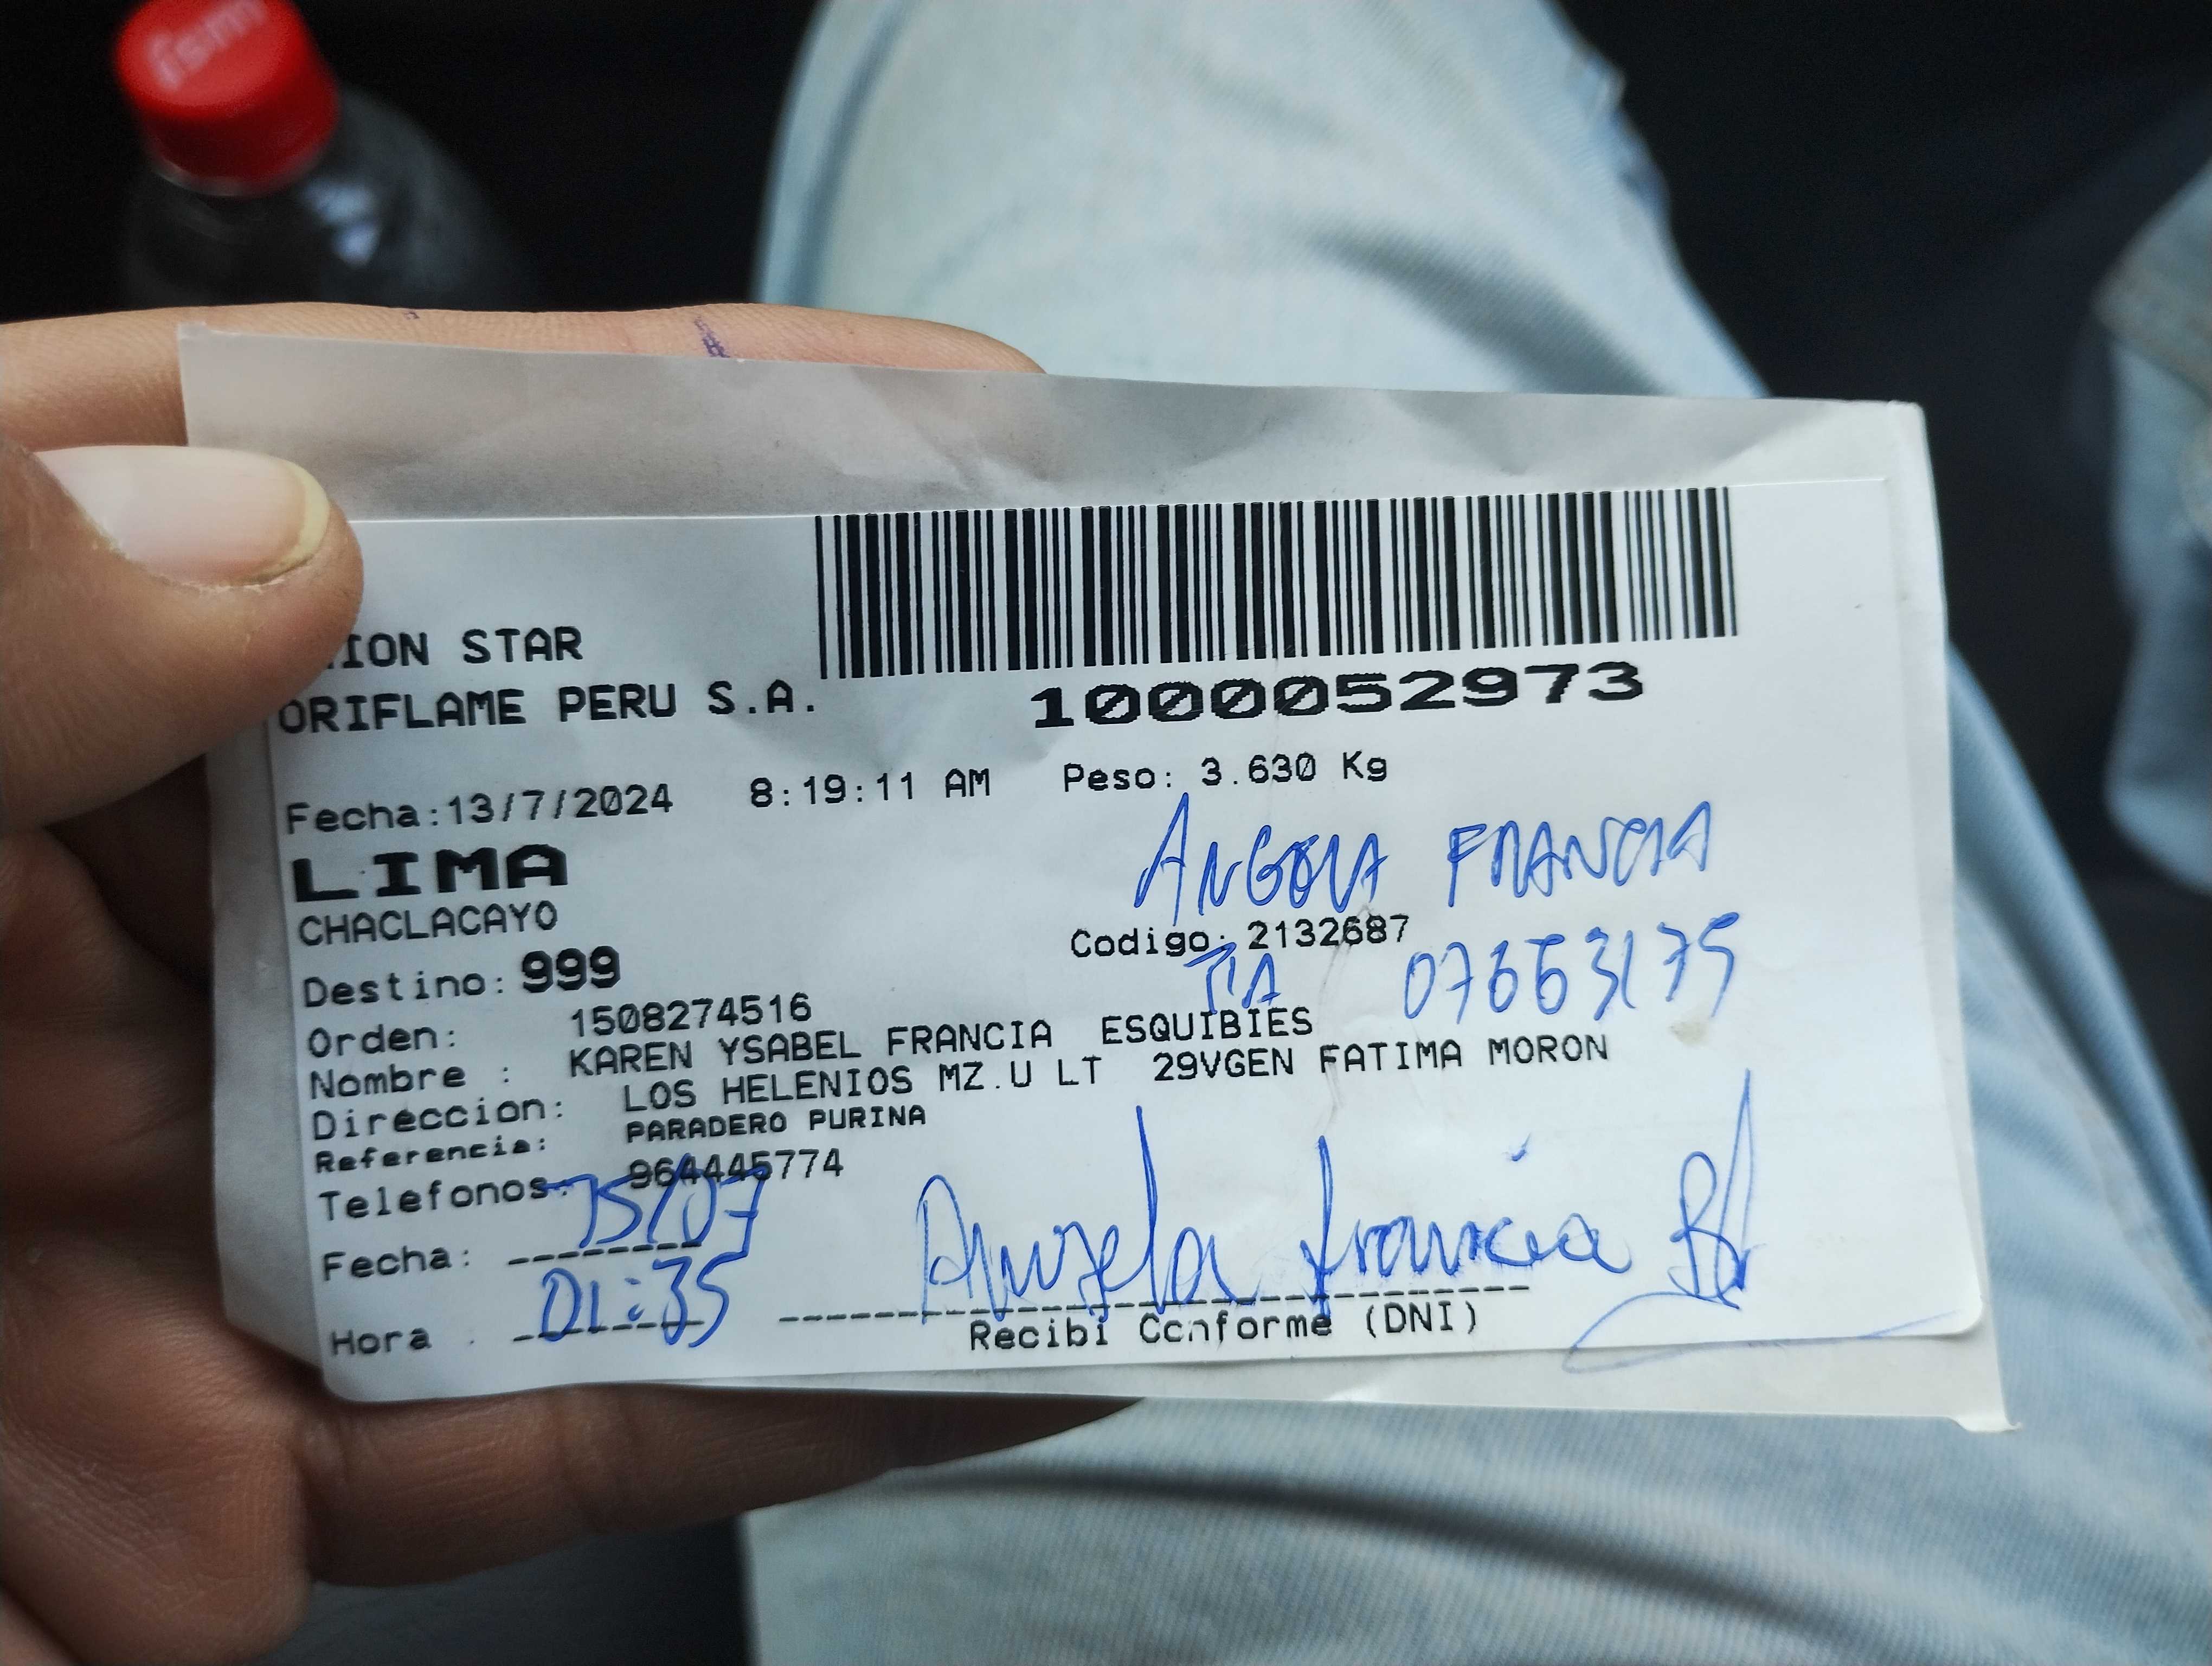 ION STAR
ORIFLAME PERU S.A.
1000052973
Fecha:13/7/2024 8:19:11 AM Peso: 3.630 Kg
LIMA
ANGELA FRANCIA
CHACLACAYO
Codigo: 2132687
TIA 07663175
Destino: 999
Orden: 1508274516
Nombre : KAREN YSABEL FRANCIA ESQUIBIES
Direccion: LOS HELENIOS MZ.U LT 29VGEN FATIMA MORON
Referencia: PARADERO PURINA
Telefonos: 964445774
Fecha: 15/07
Angela francia
Hora . 01:35
Recibi Conforme (DNI)